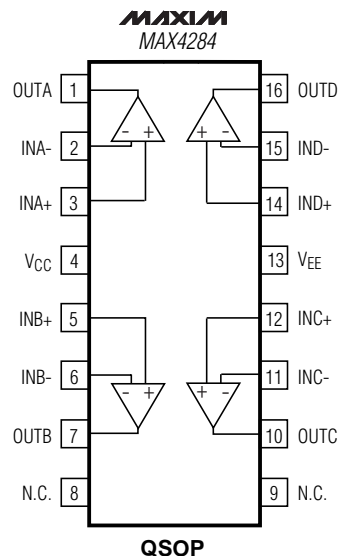 MAXIM
MAX4284
OUTA 1 16 OUTD
INA- 2 - + + - 15 IND-
INA+ 3 14 IND+
VCC 4 13 VEE
INB+ 5 12 INC+
INB- 6 - + + - 11 INC-
OUTB 7 10 OUTC
N.C. 8 9 N.C.
QSOP